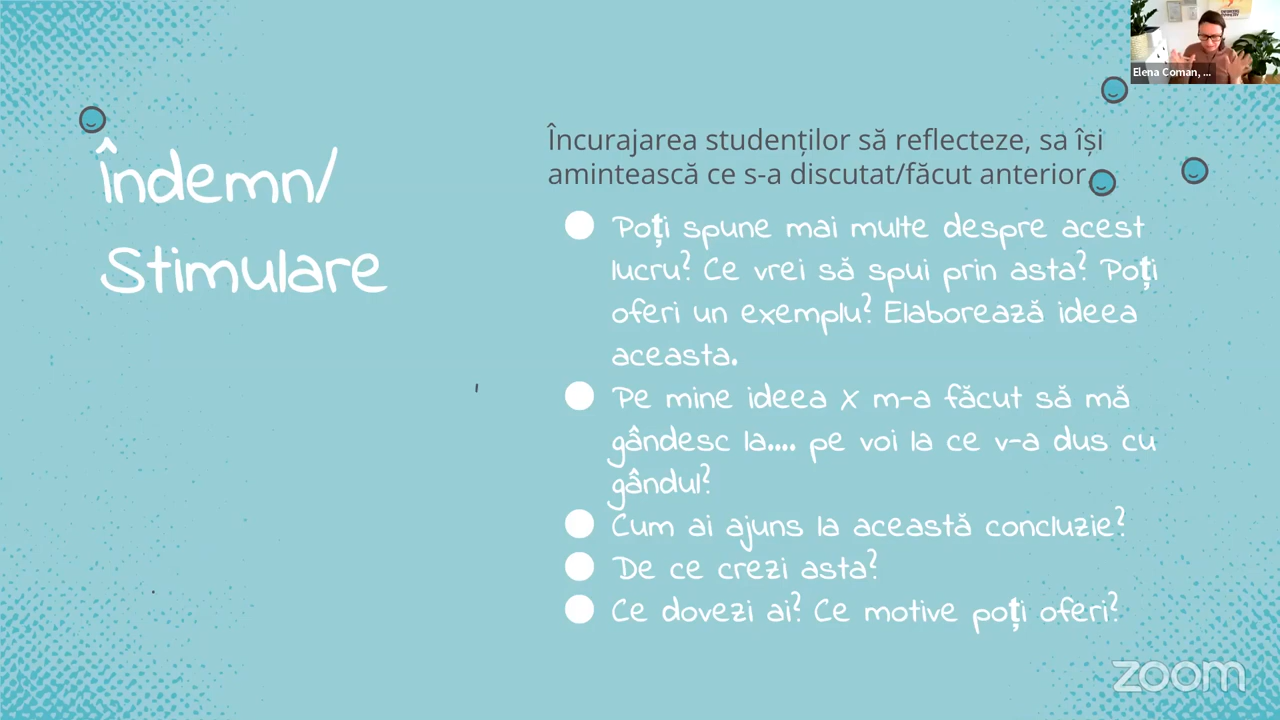 Elena Coman, ...
Îndemn/
Stimulare
Încurajarea studenților să reflecteze, sa își
amintească ce s-a discutat/făcut anterior
Poți spune mai multe despre acest
lucru? Ce vrei să spui prin asta? Poți
oferi un exemplu? Elaborează ideea
aceasta.
Pe mine ideea X m-a făcut să mă
gândesc la.... pe voi la ce v-a dus cu
gândul?
Cum ai ajuns la această concluzie?
De ce crezi asta?
Ce dovezi ai? Ce motive poți oferi?
zoom